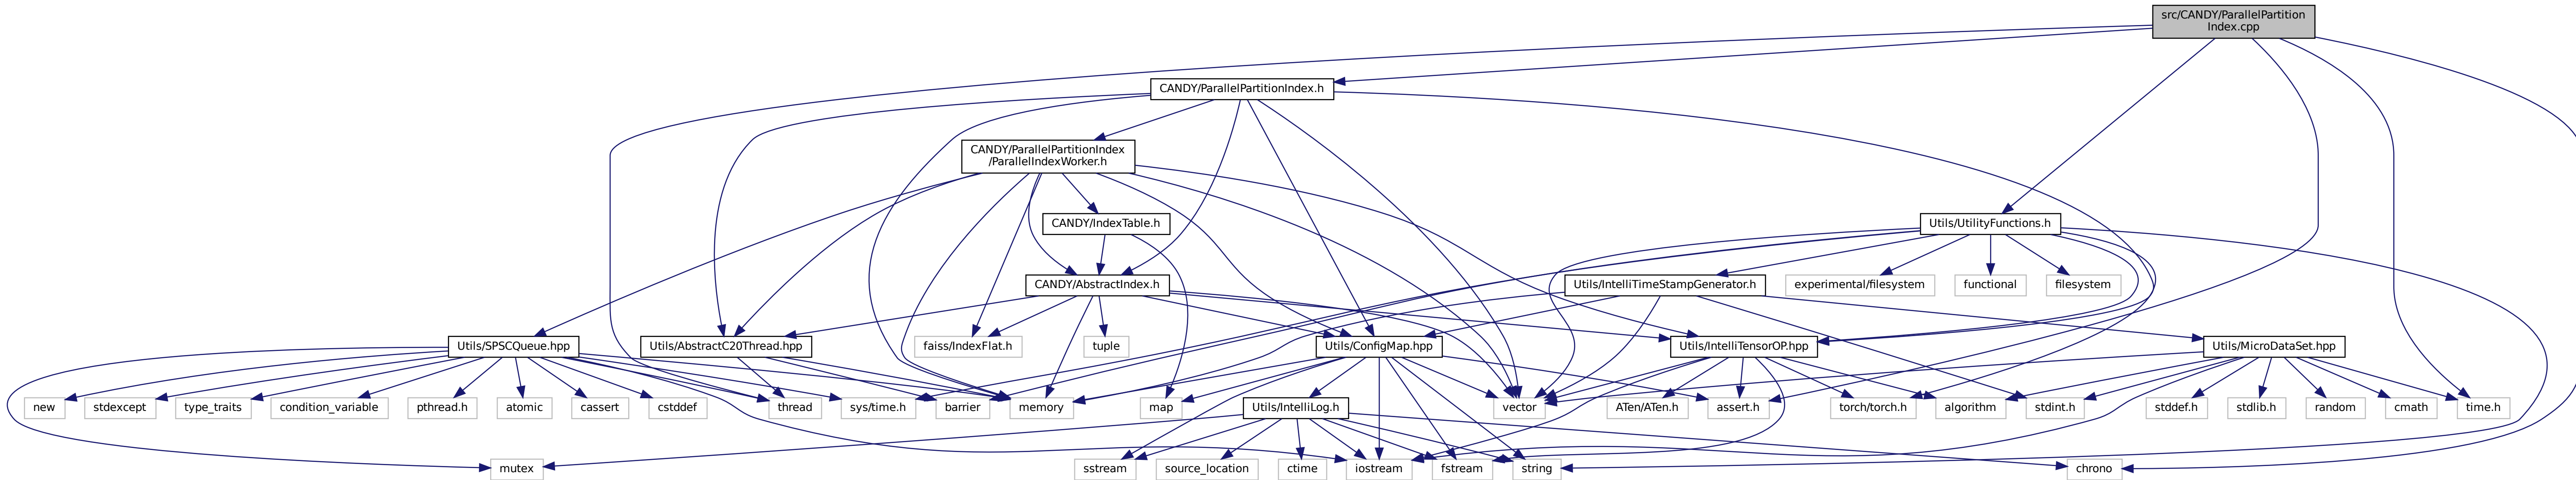 src/CANDY/ParallelPartition
Index.cpp
CANDY/ParallelPartitionIndex.h
CANDY/ParallelPartitionIndex
/ParallelIndexWorker.h
CANDY/IndexTable.h
Utils/UtilityFunctions.h
CANDY/AbstractIndex.h
Utils/IntelliTimeStampGenerator.h
experimental/filesystem
functional
filesystem
Utils/SPSCQueue.hpp
Utils/AbstractC20Thread.hpp
faiss/IndexFlat.h
tuple
Utils/ConfigMap.hpp
Utils/IntelliTensorOP.hpp
Utils/MicroDataSet.hpp
new
stdexcept
type_traits
condition_variable
pthread.h
atomic
cassert
cstddef
thread
sys/time.h
barrier
memory
map
Utils/IntelliLog.h
vector
ATen/ATen.h
assert.h
torch/torch.h
algorithm
stdint.h
stddef.h
stdlib.h
random
cmath
time.h
mutex
sstream
source_location
ctime
iostream
fstream
string
chrono